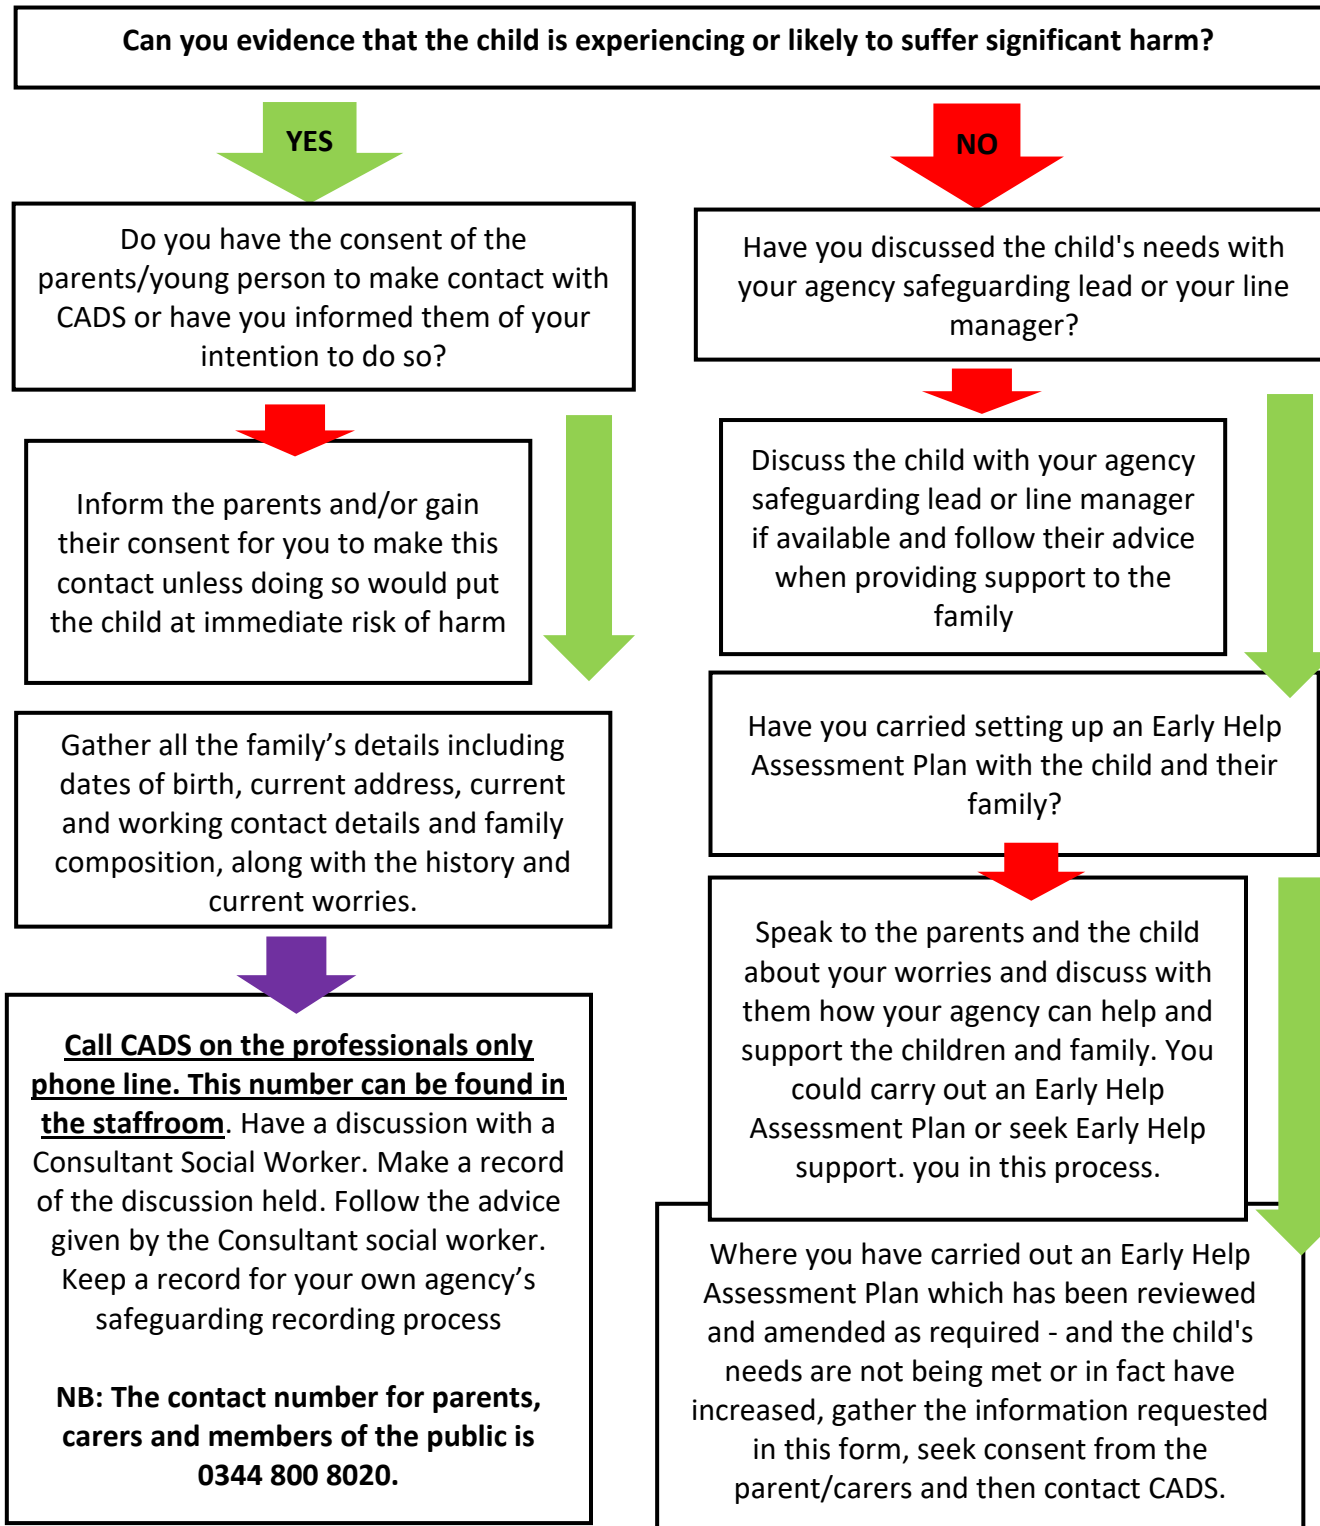 Can you evidence that the child is experiencing or likely to suffer significant harm?
YES
NO
Do you have the consent of the
parents/young person to make contact with
CADS or have you informed them of your
intention to do so?
Inform the parents and/or gain
their consent for you to make this
contact unless doing so would put
the child at immediate risk of harm
Gather all the family’s details including
dates of birth, current address, current
and working contact details and family
composition, along with the history and
current worries.
Call CADS on the professionals only
phone line. This number can be found in
the staffroom. Have a discussion with a
Consultant Social Worker. Make a record
of the discussion held. Follow the advice
given by the Consultant social worker.
Keep a record for your own agency’s
safeguarding recording process
NB: The contact number for parents,
carers and members of the public is
0344 800 8020.
Have you discussed the child's needs with
your agency safeguarding lead or your line
manager?
Discuss the child with your agency
safeguarding lead or line manager
if available and follow their advice
when providing support to the
family
Have you carried setting up an Early Help
Assessment Plan with the child and their
family?
Speak to the parents and the child
about your worries and discuss with
them how your agency can help and
support the children and family. You
could carry out an Early Help
Assessment Plan or seek Early Help
support. you in this process.
Where you have carried out an Early Help
Assessment Plan which has been reviewed
and amended as required - and the child's
needs are not being met or in fact have
increased, gather the information requested
in this form, seek consent from the
parent/carers and then contact CADS.